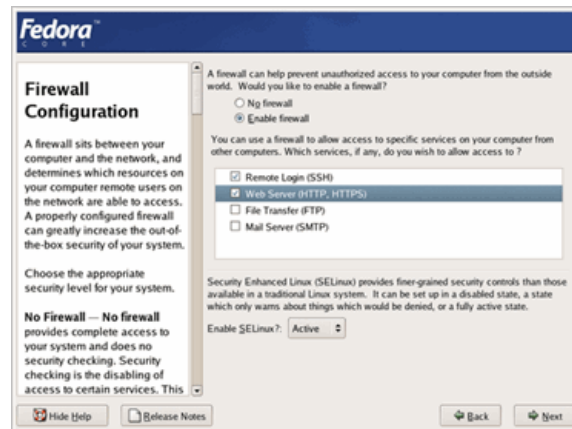 Fedora™
CORE
Firewall
Configuration
A firewall sits between your
computer and the network, and
determines which resources on
your computer remote users on
the network are able to access.
A properly configured firewall
can greatly increase the out-of-
the-box security of your system.
Choose the appropriate
security level for your system.
No Firewall — No firewall
provides complete access to
your system and does no
security checking. Security
checking is the disabling of
access to certain services. This
A firewall can help prevent unauthorized access to your computer from the outside
world. Would you like to enable a firewall?
No firewall
Enable firewall
You can use a firewall to allow access to specific services on your computer from
other computers. Which services, if any, do you wish to allow access to ?
Remote Login (SSH)
Web Server (HTTP, HTTPS)
File Transfer (FTP)
Mail Server (SMTP)
Security Enhanced Linux (SELinux) provides finer-grained security controls than those
available in a traditional Linux system. It can be set up in a disabled state, a state
which only warns about things which would be denied, or a fully active state.
Enable SELinux?: Active
Hide Help
Release Notes
Back
Next